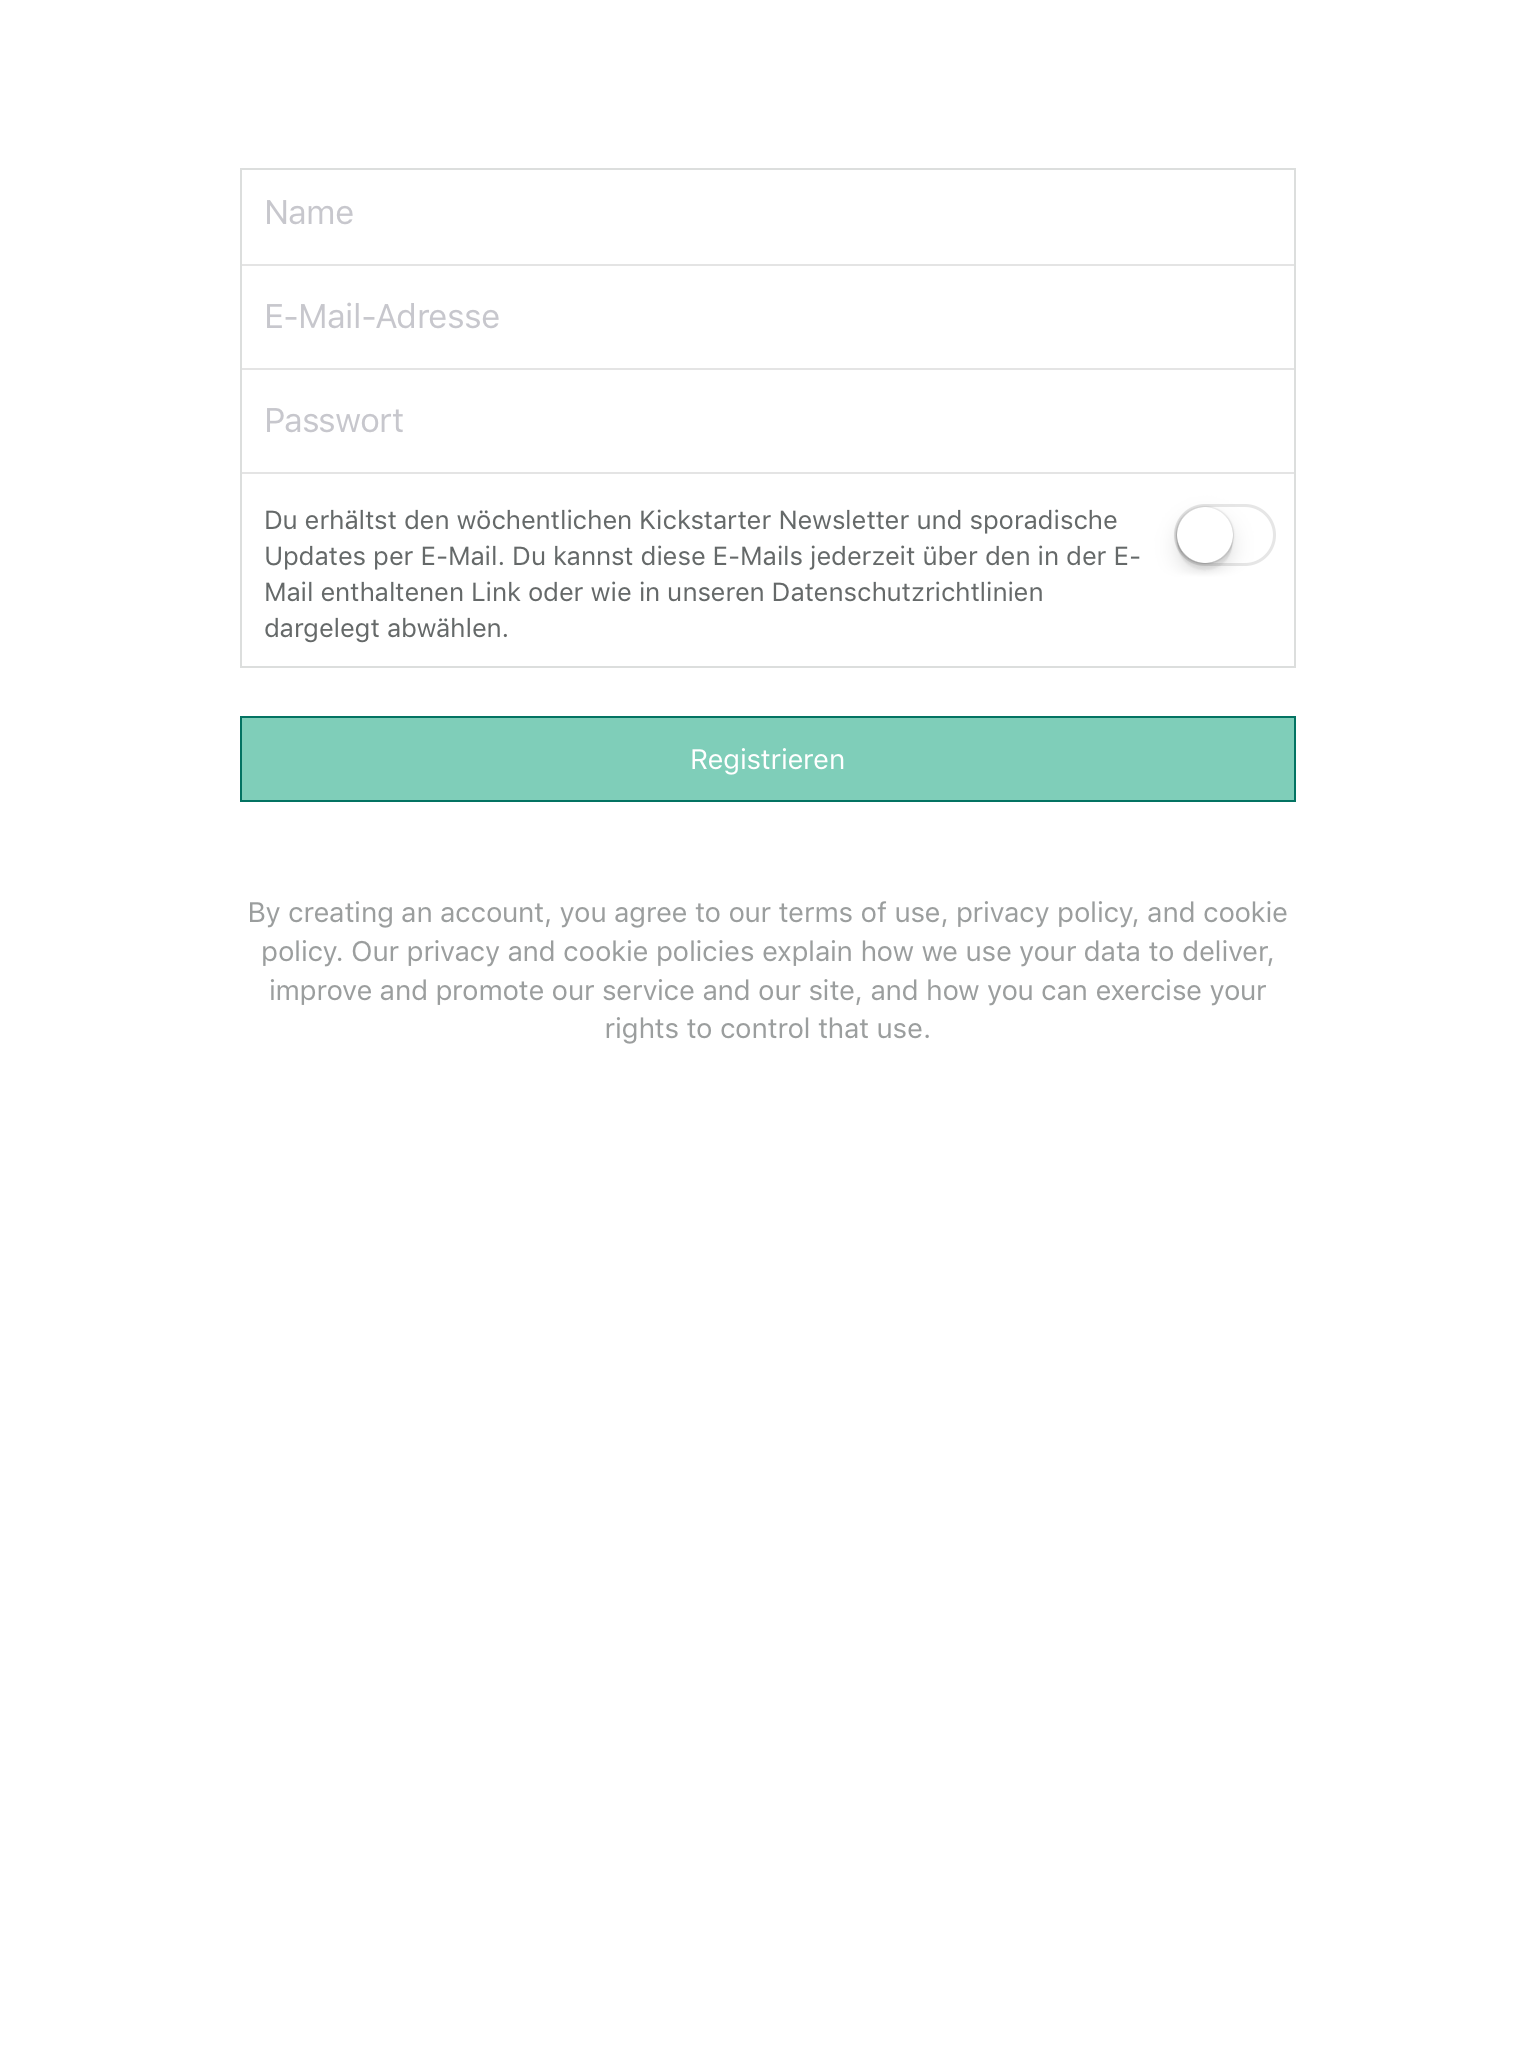 Name
E-Mail-Adresse
Passwort
Du erhältst den wöchentlichen Kickstarter Newsletter und sporadische
Updates per E-Mail. Du kannst diese E-Mails jederzeit über den in der E-
Mail enthaltenen Link oder wie in unseren Datenschutzrichtlinien
dargelegt abwählen.
Registrieren
By creating an account, you agree to our terms of use, privacy policy, and cookie
policy. Our privacy and cookie policies explain how we use your data to deliver,
improve and promote our service and our site, and how you can exercise your
rights to control that use.